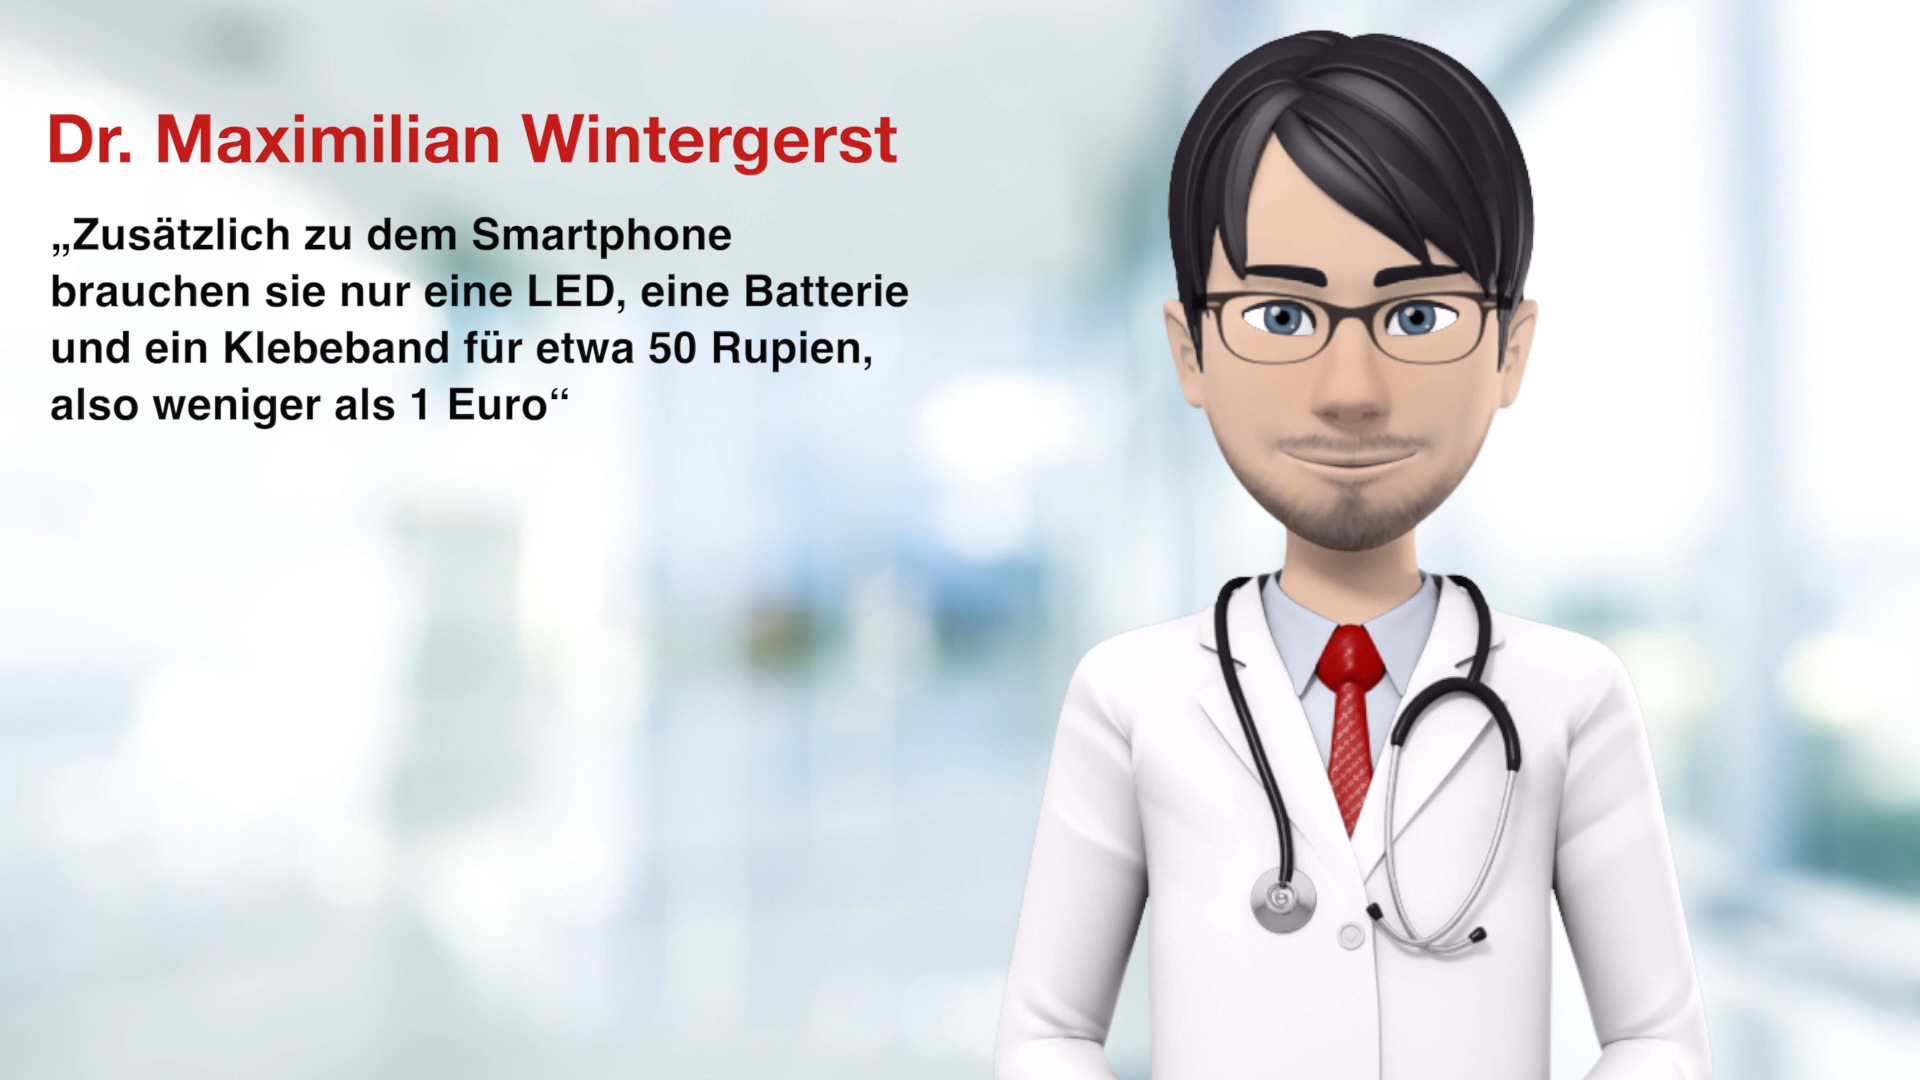 Dr. Maximilian Wintergerst
„Zusätzlich zu dem Smartphone
brauchen sie nur eine LED, eine Batterie
und ein Klebeband für etwa 50 Rupien,
also weniger als 1 Euro“